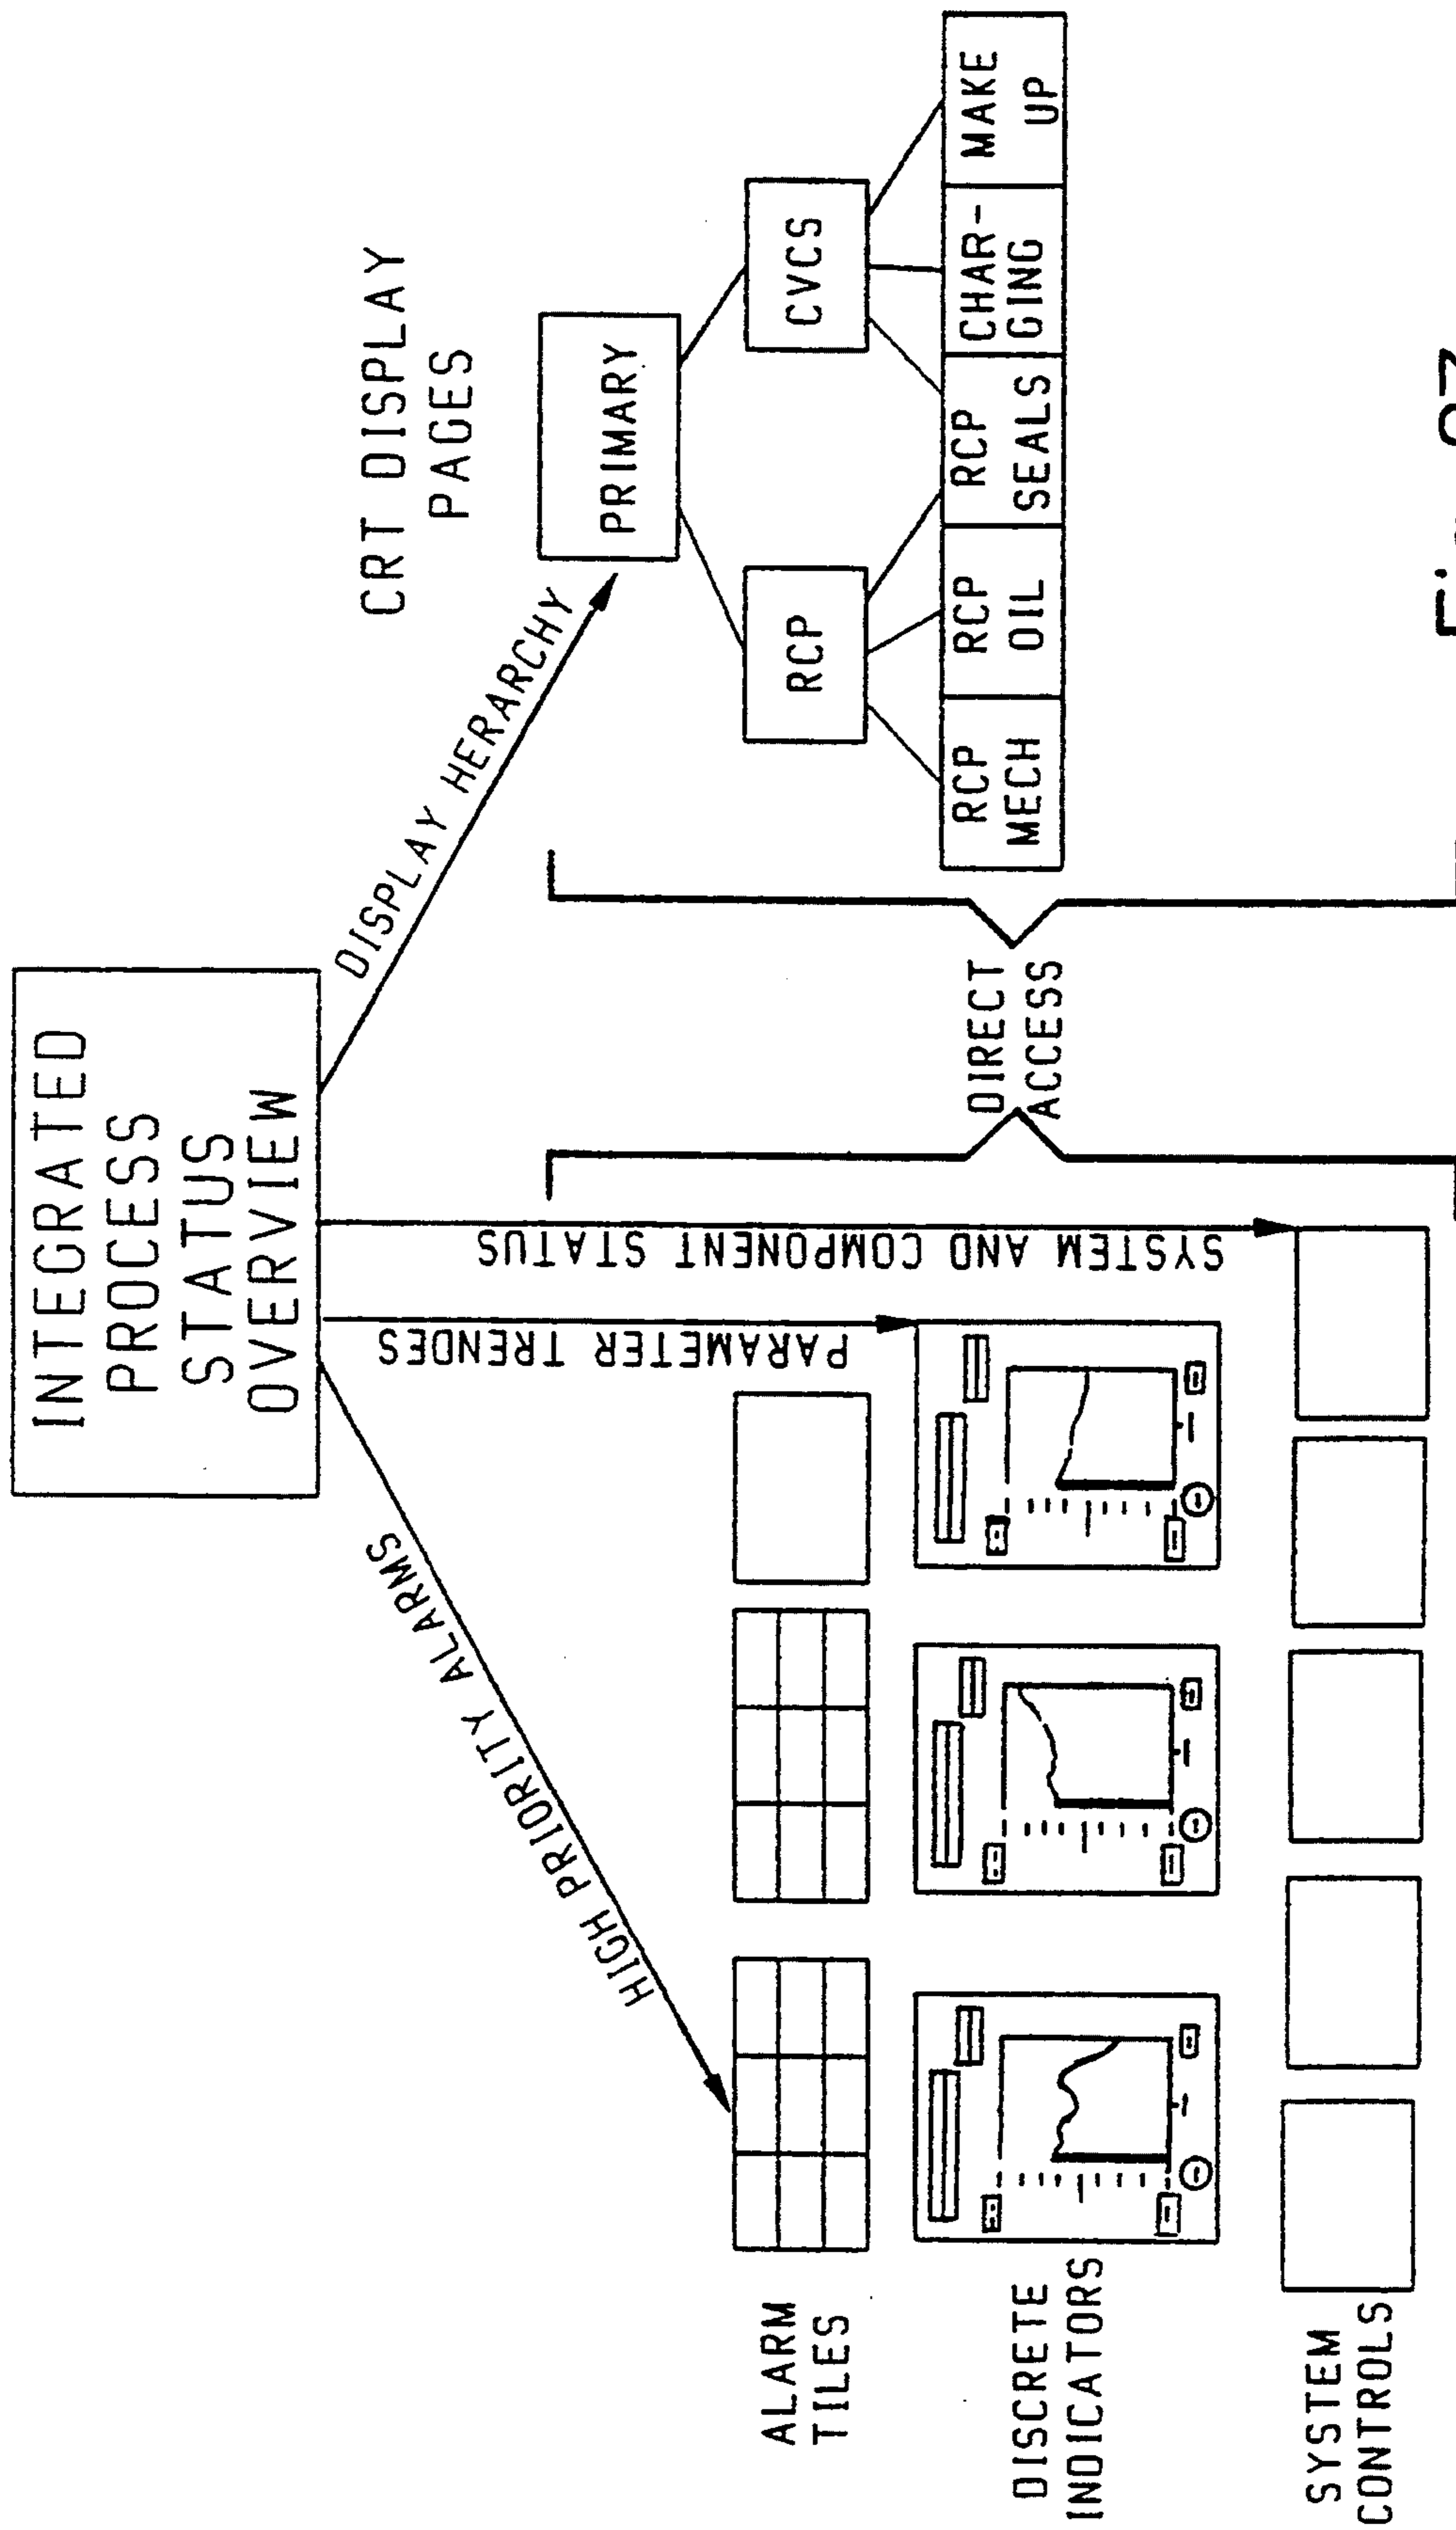 INTEGRATED
PROCESS
STATUS
OVERVIEW
HIGH PRIORITY ALARMS
PARAMETER TRENDES
SYSTEM AND COMPONENT STATUS
DISPLAY HERARCHY
CRT DISPLAY
PAGES
PRIMARY
RCP
CVCS
RCP
MECH
RCP
OIL
RCP
SEALS
CHAR-
GING
MAKE
UP
DIRECT
ACCESS
ALARM
TILES
DISCRETE
INDICATORS
SYSTEM
CONTROLS